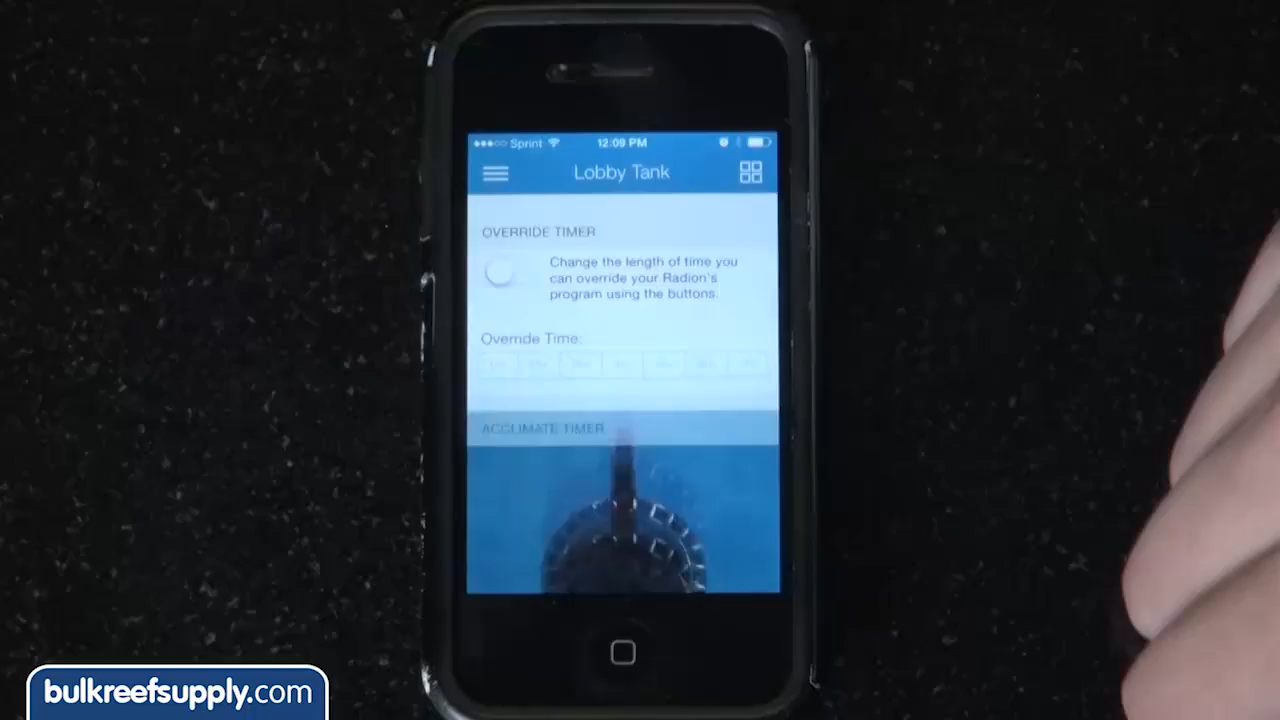 Sprint
12:09 PM
Lobby Tank
OVERRIDE TIMER
Change the length of time you
can override your Radion's
program using the buttons.
Override Time:
ACCLIMATE TIMER
bulkreefsupply.com